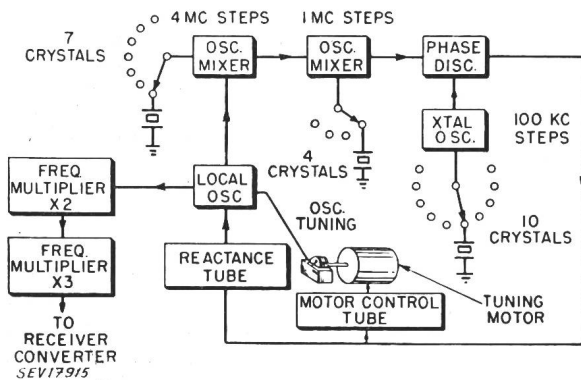 7
CRYSTALS
4 MC STEPS
1 MC STEPS
OSC.
MIXER
OSC.
MIXER
PHASE
DISC.
XTAL
OSC.
100 KC
STEPS
4
CRYSTALS
10
CRYSTALS
FREQ.
MULTIPLIER
X2
LOCAL
OSC
OSC.
TUNING
FREQ.
MULTIPLIER
X3
REACTANCE
TUBE
MOTOR CONTROL
TUBE
TUNING
MOTOR
TO
RECEIVER
CONVERTER
SEV17915